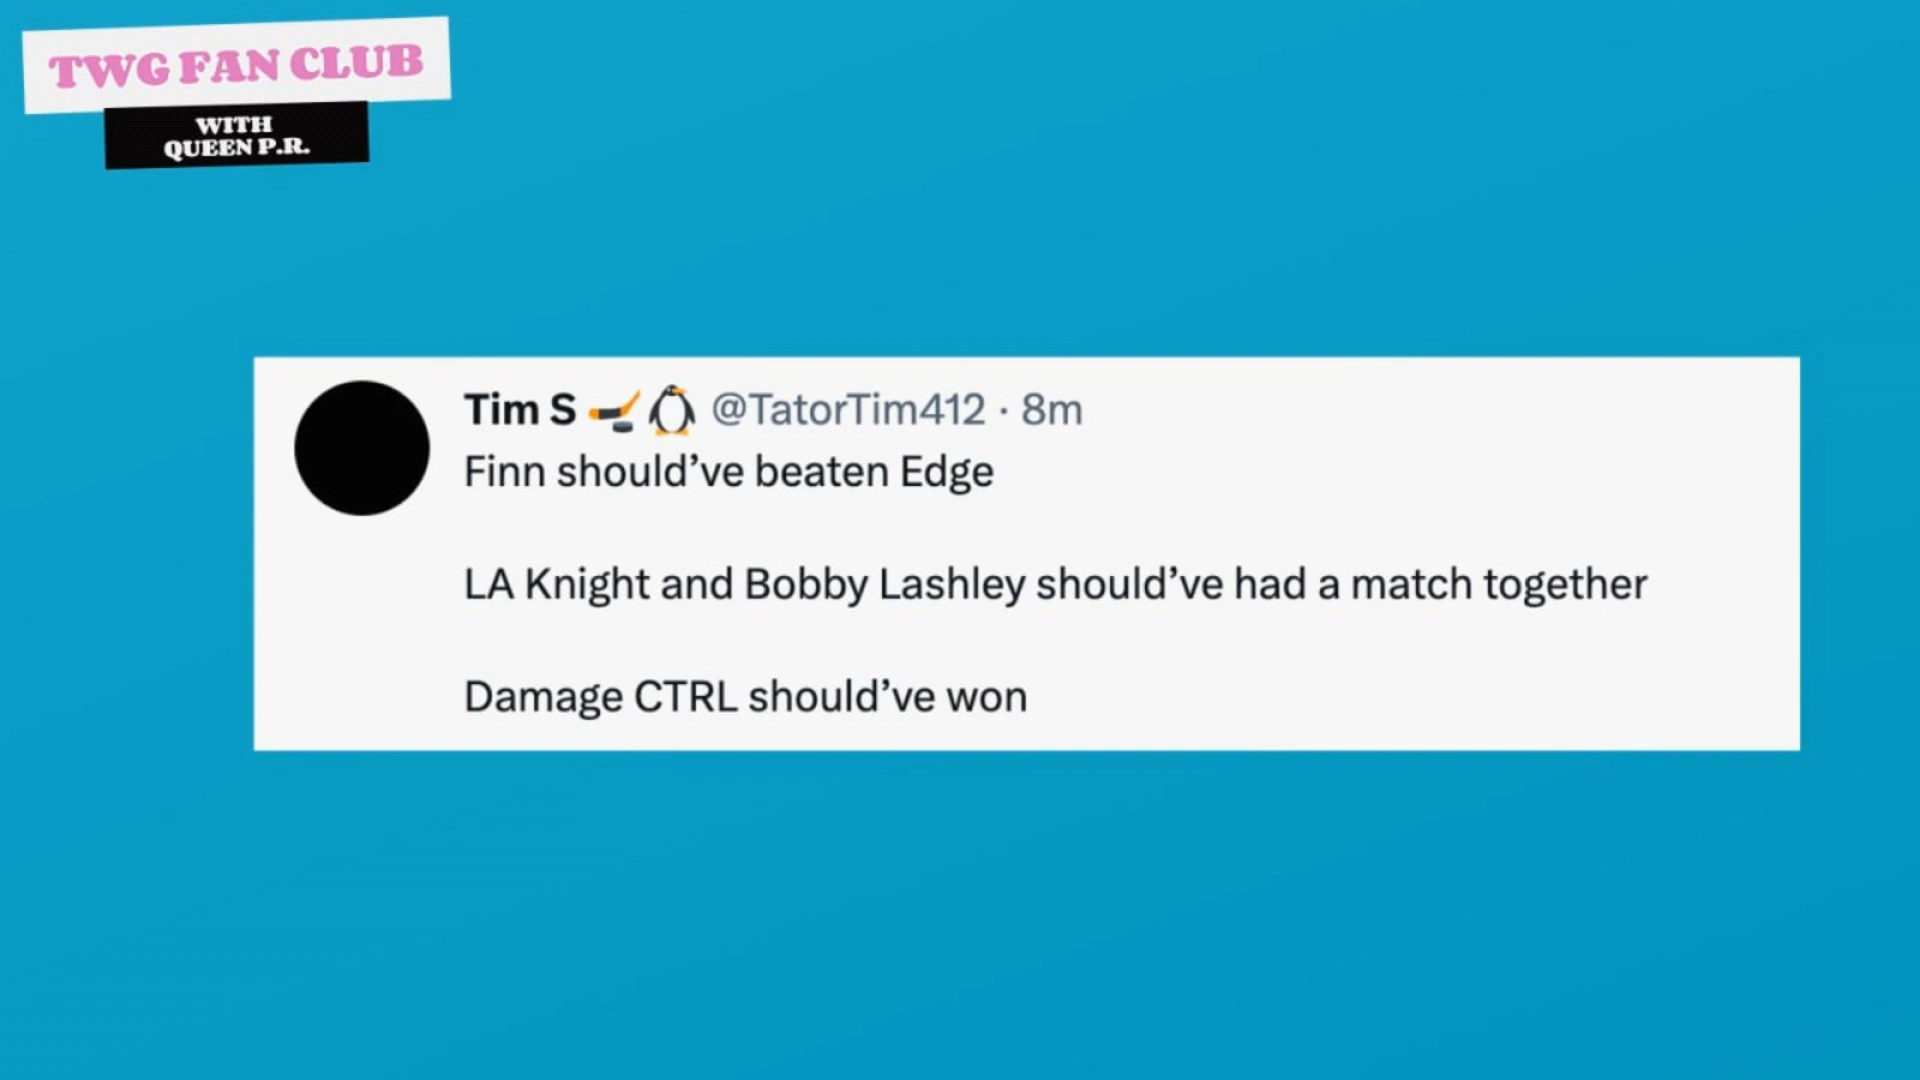 TWG FAN CLUB
WITH
QUEEN P.R.
Tim S 🏒🐧 @TatorTim412 · 8m
Finn should’ve beaten Edge
LA Knight and Bobby Lashley should’ve had a match together
Damage CTRL should’ve won